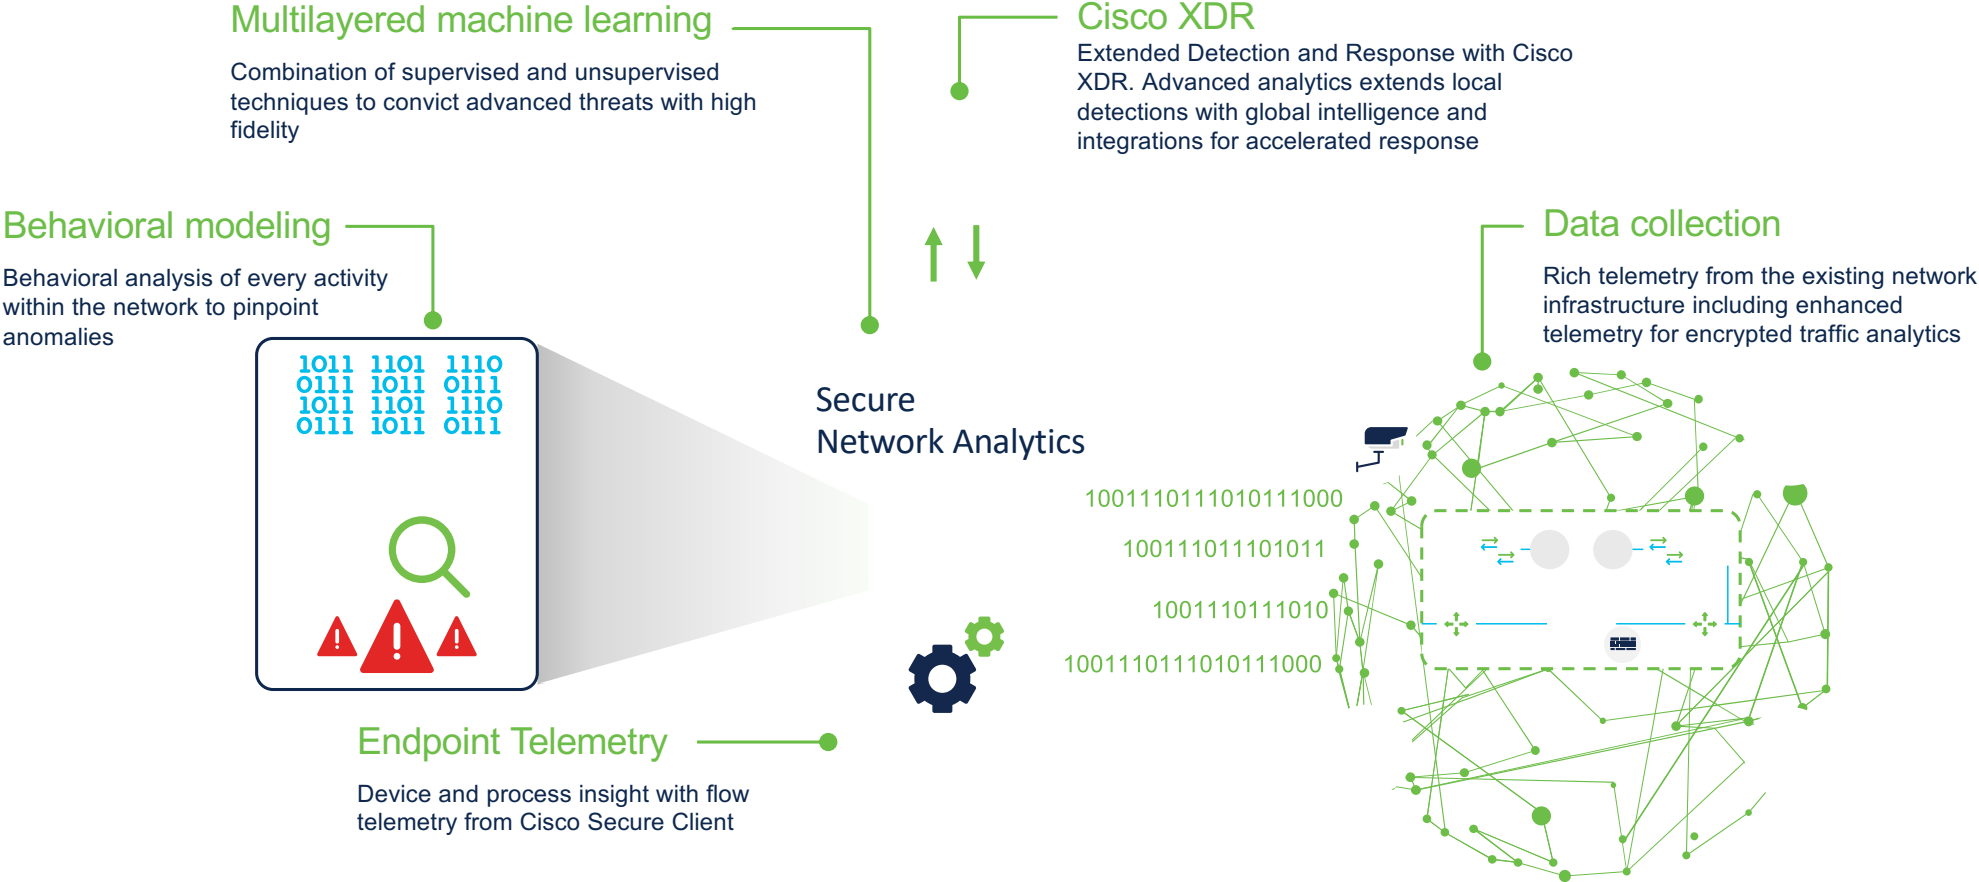 Multilayered machine learning
Combination of supervised and unsupervised
techniques to convict advanced threats with high
fidelity
Cisco XDR
Extended Detection and Response with Cisco
XDR. Advanced analytics extends local
detections with global intelligence and
integrations for accelerated response
Behavioral modeling
Behavioral analysis of every activity
within the network to pinpoint
anomalies
Data collection
Rich telemetry from the existing network
infrastructure including enhanced
telemetry for encrypted traffic analytics
1011 1101 1110
0111 1011 0111
1011 1101 1110
0111 1011 0111
Secure
Network Analytics
1001110111010111000
100111011101011
1001110111010
1001110111010111000
Endpoint Telemetry
Device and process insight with flow
telemetry from Cisco Secure Client